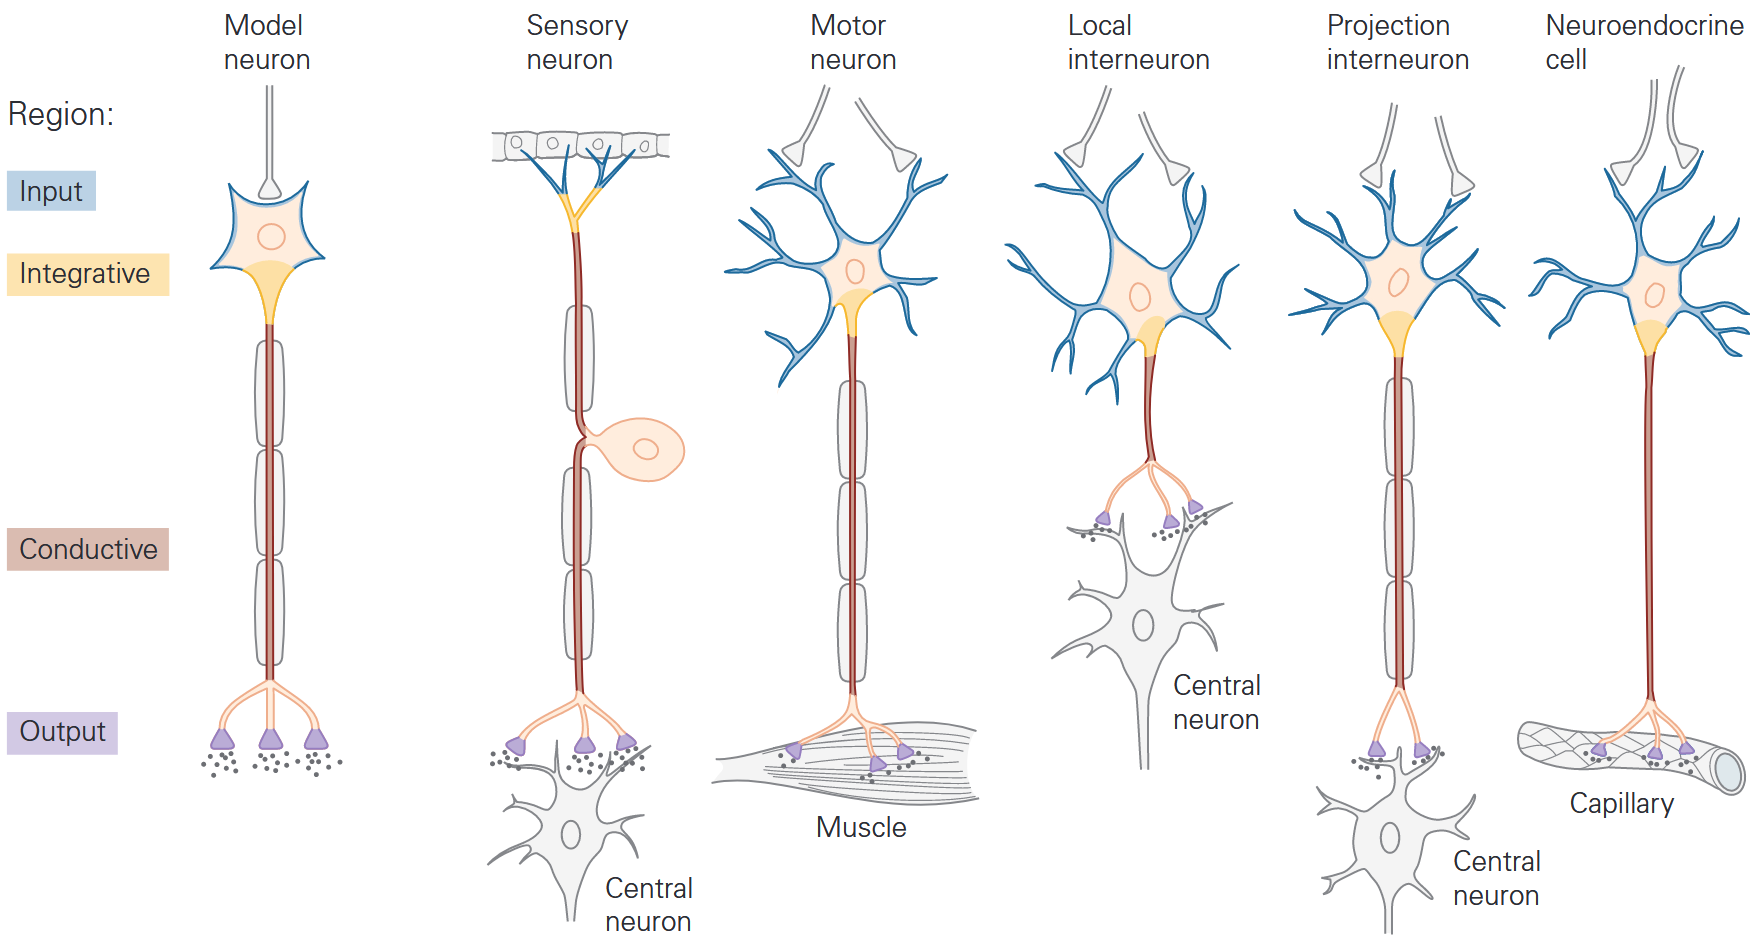 Model
neuron
Sensory
neuron
Motor
neuron
Local
interneuron
Projection
interneuron
Neuroendocrine
cell
Region:
Input
Integrative
Conductive
Output
Central
neuron
Muscle
Central
neuron
Central
neuron
Capillary